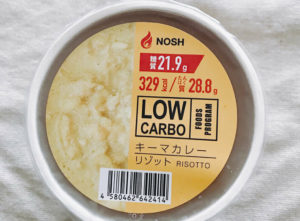 NOSH
糖質21.9g
329kcal/たんぱく質28.8g
LOW CARBO
FOODS PROGRAM
キーマカレー
リゾット RISOTTO
4 580462 642414